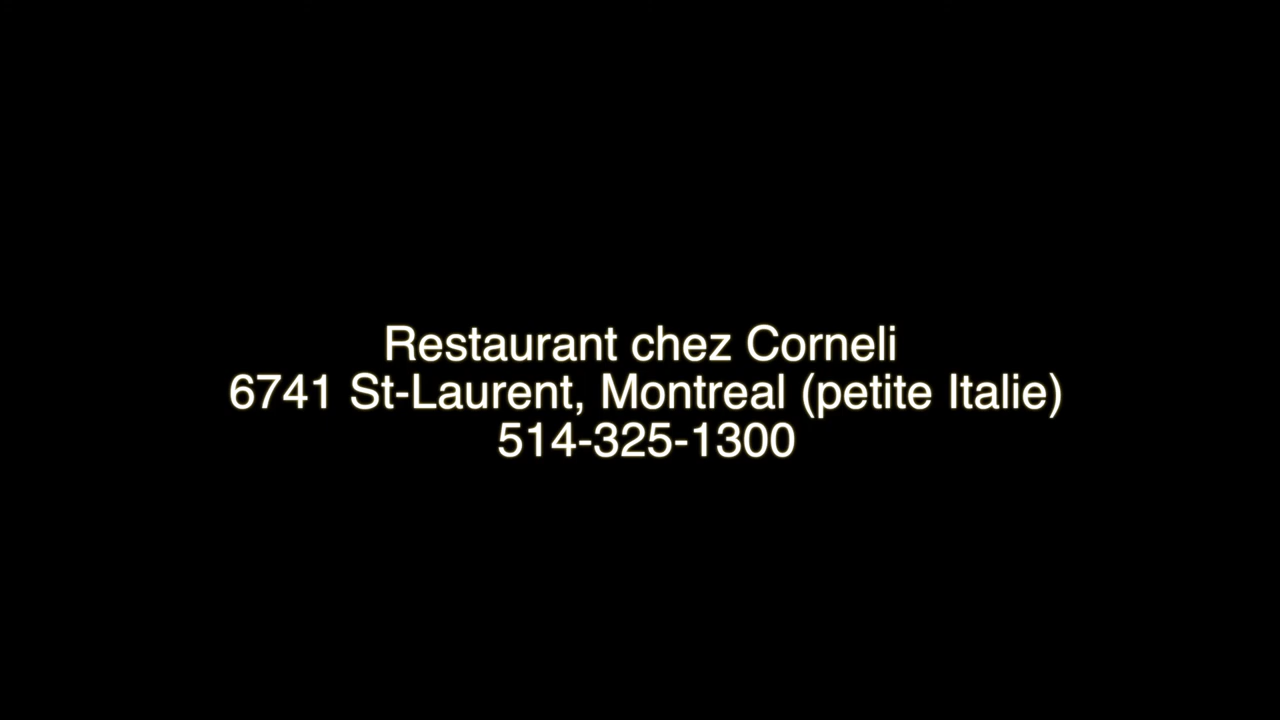 Restaurant chez Corneli
6741 St-Laurent, Montreal (petite Italie)
514-325-1300